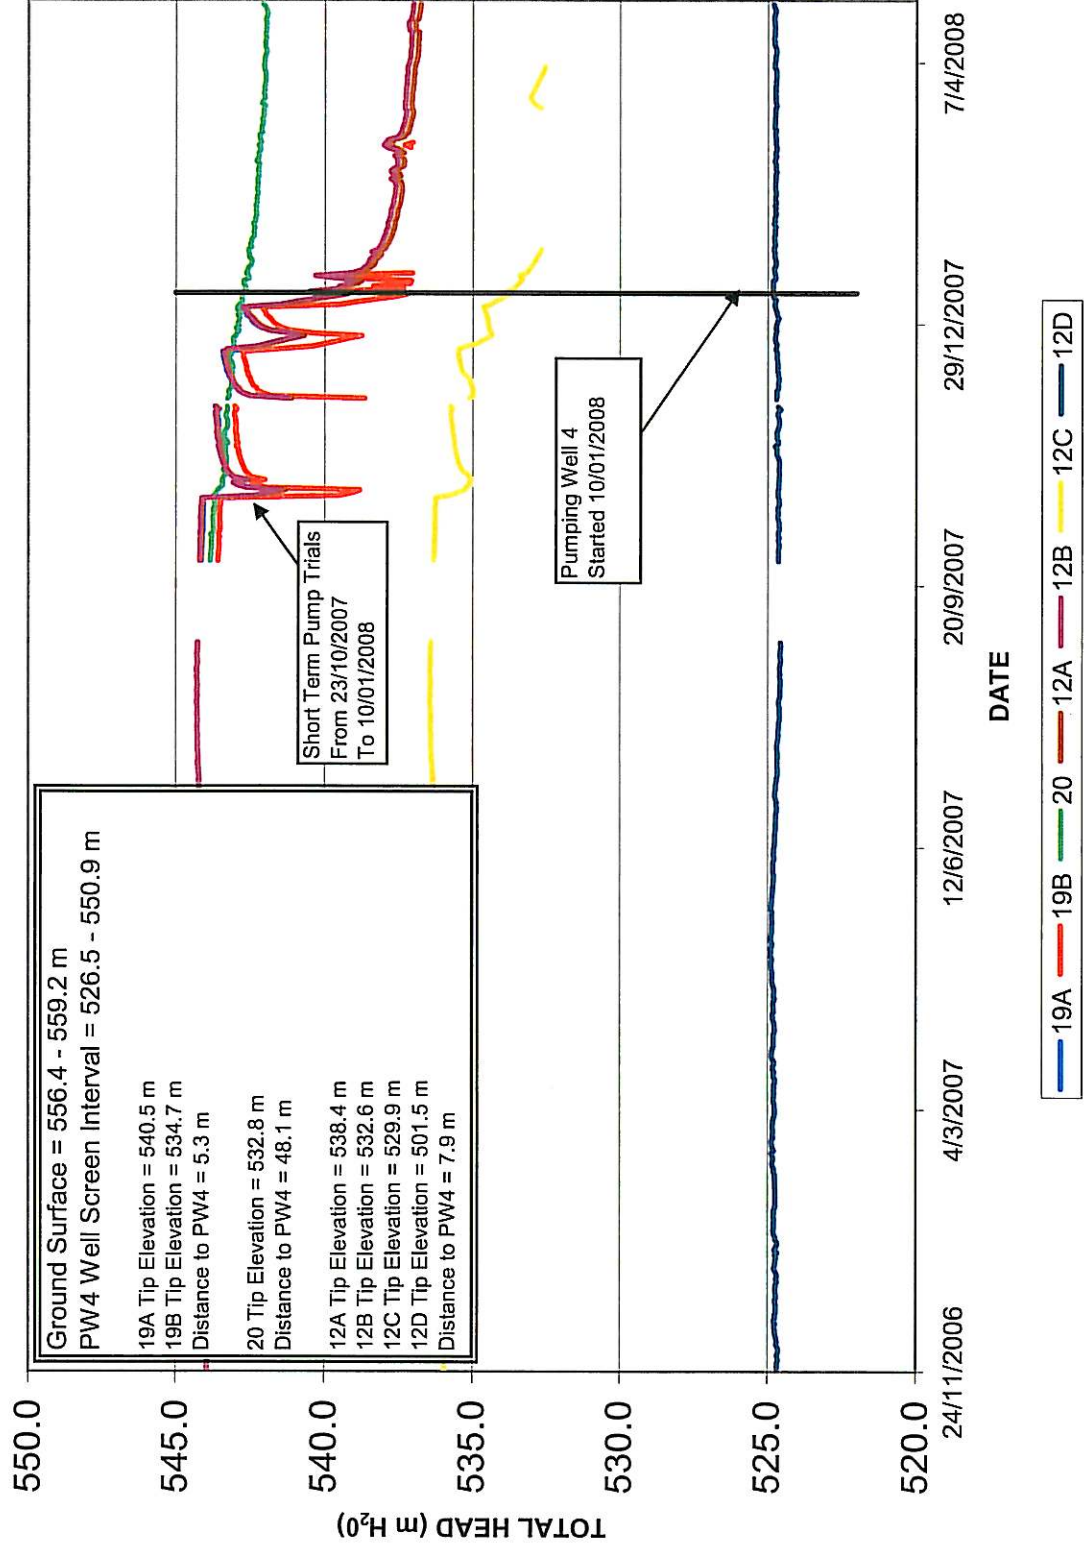 550.0
545.0
540.0
535.0
530.0
525.0
520.0
TOTAL HEAD (m H₂0)
Ground Surface = 556.4 - 559.2 m
PW4 Well Screen Interval = 526.5 - 550.9 m
19A Tip Elevation = 540.5 m
19B Tip Elevation = 534.7 m
Distance to PW4 = 5.3 m
20 Tip Elevation = 532.8 m
Distance to PW4 = 48.1 m
12A Tip Elevation = 538.4 m
12B Tip Elevation = 532.6 m
12C Tip Elevation = 529.9 m
12D Tip Elevation = 501.5 m
Distance to PW4 = 7.9 m
Short Term Pump Trials
From 23/10/2007
To 10/01/2008
Pumping Well 4
Started 10/01/2008
24/11/2006 4/3/2007 12/6/2007 20/9/2007 29/12/2007 7/4/2008
DATE
19A 19B 20 12A 12B 12C 12D